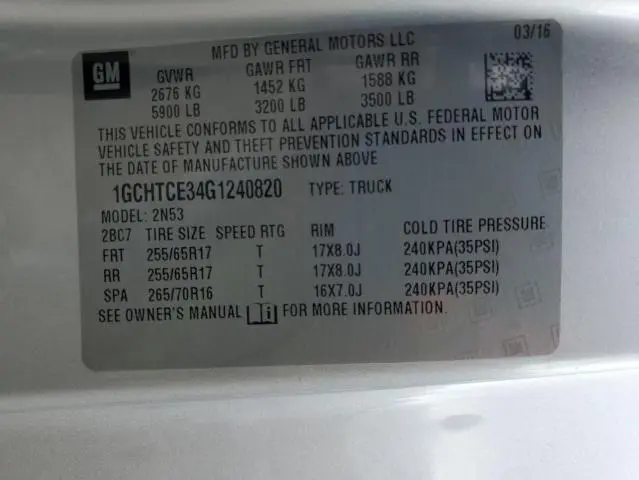 MFD BY GENERAL MOTORS LLC 03/16
GM
GVWR GAWR FRT GAWR RR
2676 KG 1452 KG 1588 KG
5900 LB 3200 LB 3500 LB
THIS VEHICLE CONFORMS TO ALL APPLICABLE U.S. FEDERAL MOTOR
VEHICLE SAFETY AND THEFT PREVENTION STANDARDS IN EFFECT ON
THE DATE OF MANUFACTURE SHOWN ABOVE
1GCHTCE34G1240820 TYPE: TRUCK
MODEL: 2N53
2BC7 TIRE SIZE SPEED RTG RIM COLD TIRE PRESSURE
FRT 255/65R17 T 17X8.0J 240KPA(35PSI)
RR 255/65R17 T 17X8.0J 240KPA(35PSI)
SPA 265/70R16 T 16X7.0J 240KPA(35PSI)
SEE OWNER'S MANUAL FOR MORE INFORMATION.